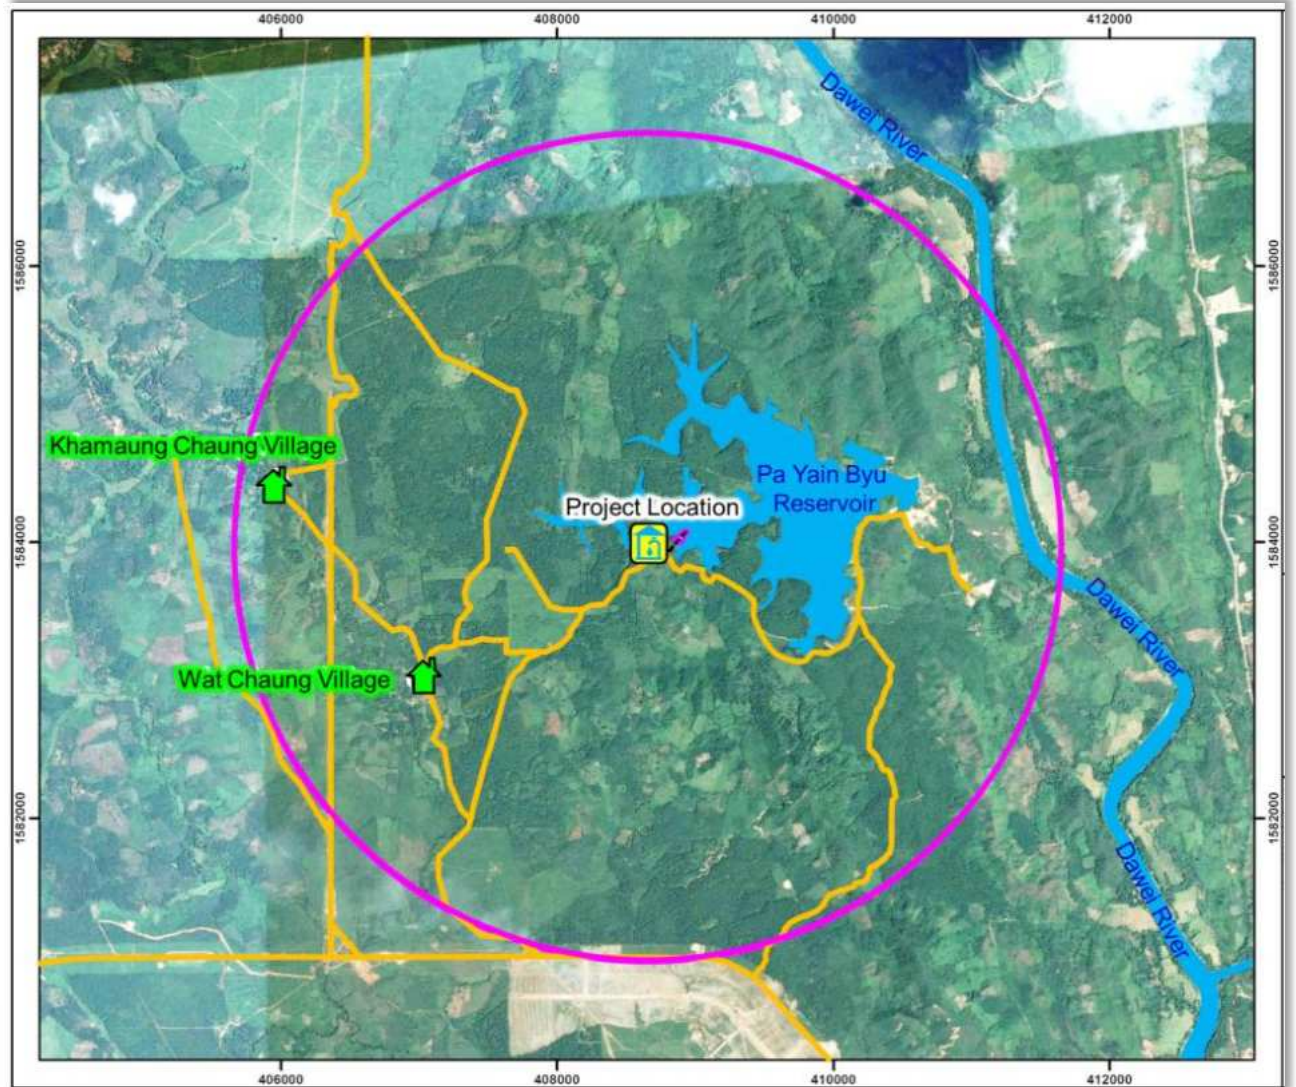 406000
408000
410000
412000
Dawei River
1586000
1586000
Khamaung Chaung Village
Pa Yain Byu
Reservoir
Project Location
1584000
1584000
Dawei River
Wat Chaung Village
1582000
1582000
Dawei River
406000
408000
410000
412000